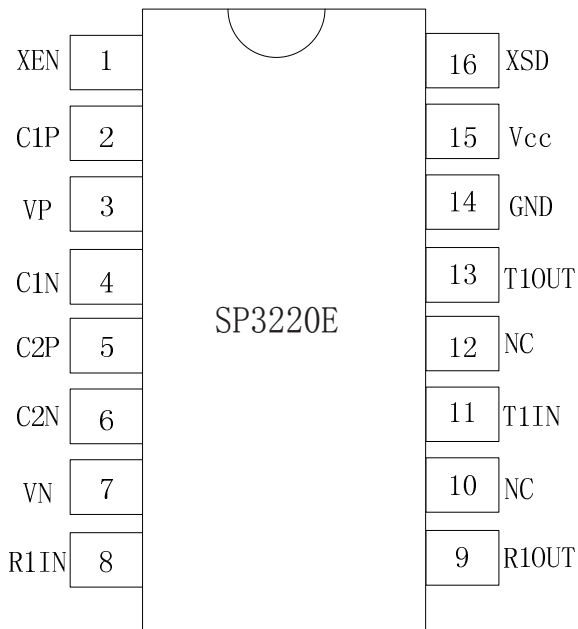 XEN 1 16 XSD
C1P 2 15 Vcc
VP 3 14 GND
C1N 4 13 T1OUT
SP3220E
C2P 5 12 NC
C2N 6 11 T1IN
VN 7 10 NC
R1IN 8 9 R1OUT